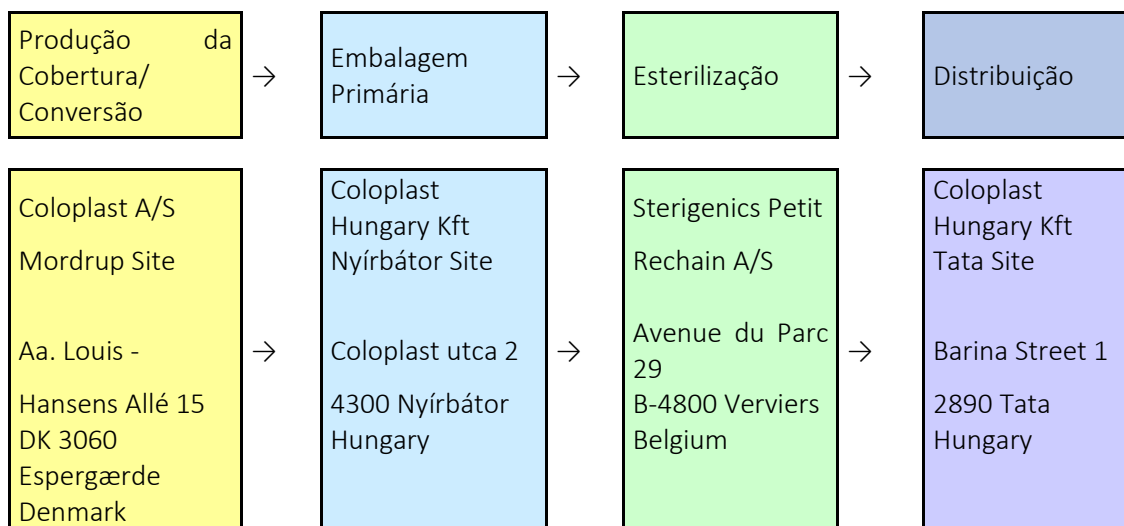 Produção da
Cobertura/
Conversão
→
Embalagem
Primária
→
Esterilização
→
Distribuição
Coloplast A/S
Mordrup Site
Aa. Louis -
Hansens Allé 15
DK 3060
Espergærde
Denmark
→
Coloplast
Hungary Kft
Nyírbátor Site
Coloplast utca 2
4300 Nyírbátor
Hungary
→
Sterigenics Petit
Rechain A/S
Avenue du Parc
29
B-4800 Verviers
Belgium
→
Coloplast
Hungary Kft
Tata Site
Barina Street 1
2890 Tata
Hungary